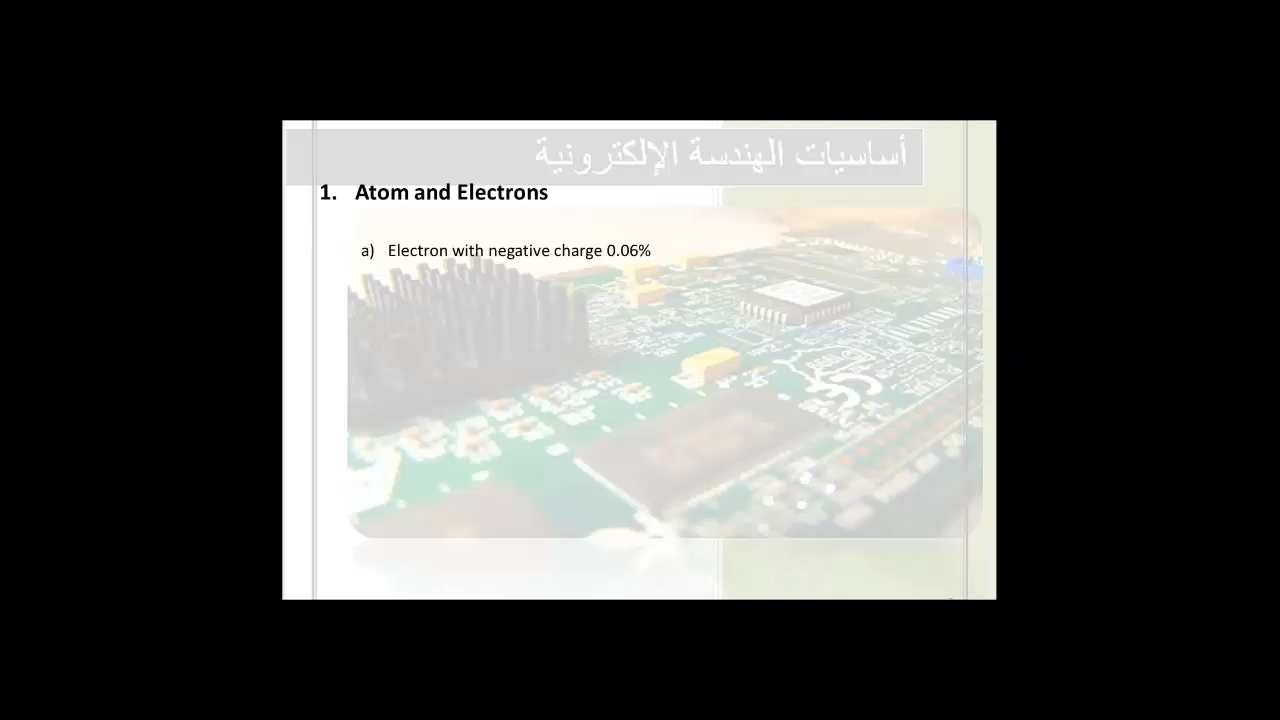 أساسيات الهندسة الإلكترونية
1. Atom and Electrons
a) Electron with negative charge 0.06%